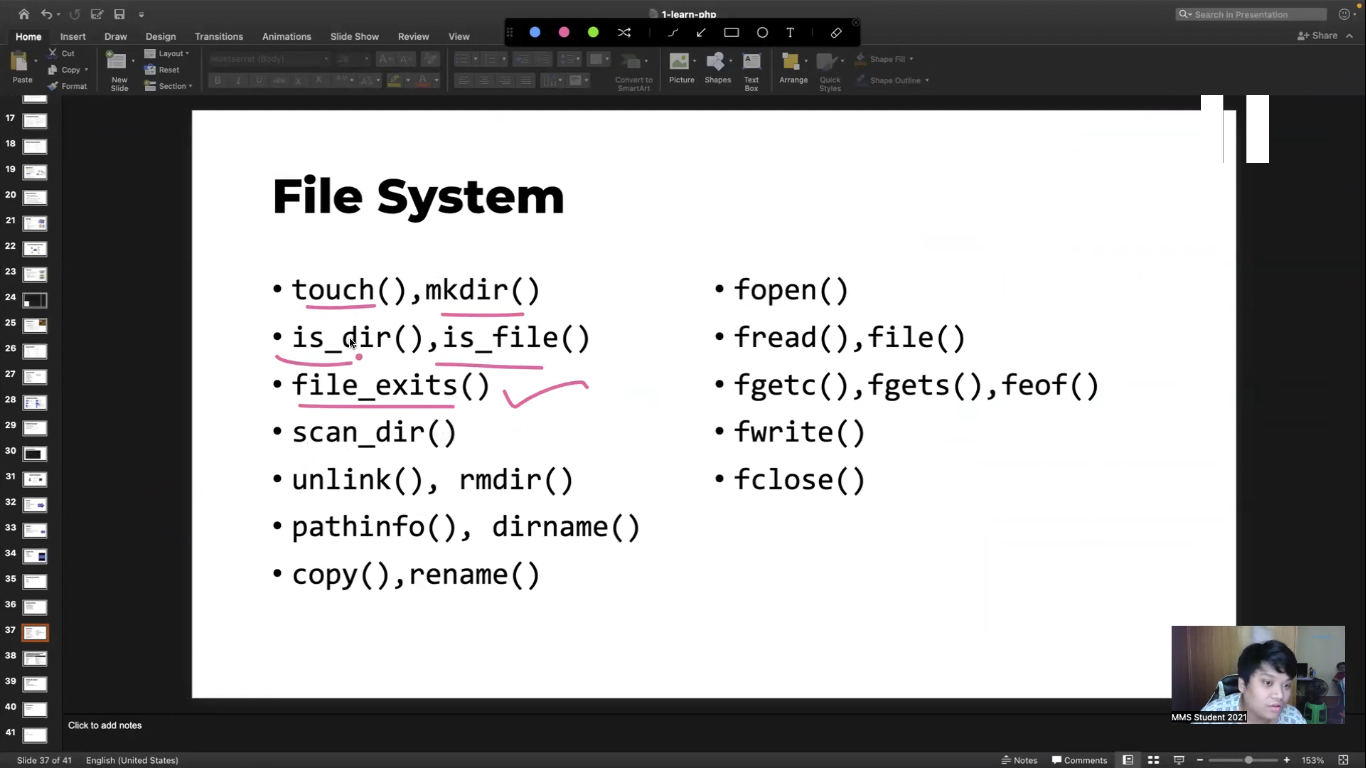 1-learn-php
Search in Presentation
Home Insert Draw Design Transitions Animations Slide Show Review View
Share
Paste
Cut
Copy
Format
New Slide
Layout
Reset
Section
Montserrat (Body)
Convert to SmartArt
Picture
Shapes
Text Box
Arrange
Quick Styles
Shape Fill
Shape Outline
T
17
18
19
20
21
22
23
24
25
26
27
28
29
30
31
32
33
34
35
36
37
38
39
40
41
File System
• touch(),mkdir()
• is_dir(),is_file()
• file_exits()
• scan_dir()
• unlink(), rmdir()
• pathinfo(), dirname()
• copy(),rename()
• fopen()
• fread(),file()
• fgetc(),fgets(),feof()
• fwrite()
• fclose()
MMS Student 2021
Click to add notes
Slide 37 of 41 English (United States) Notes Comments 153%